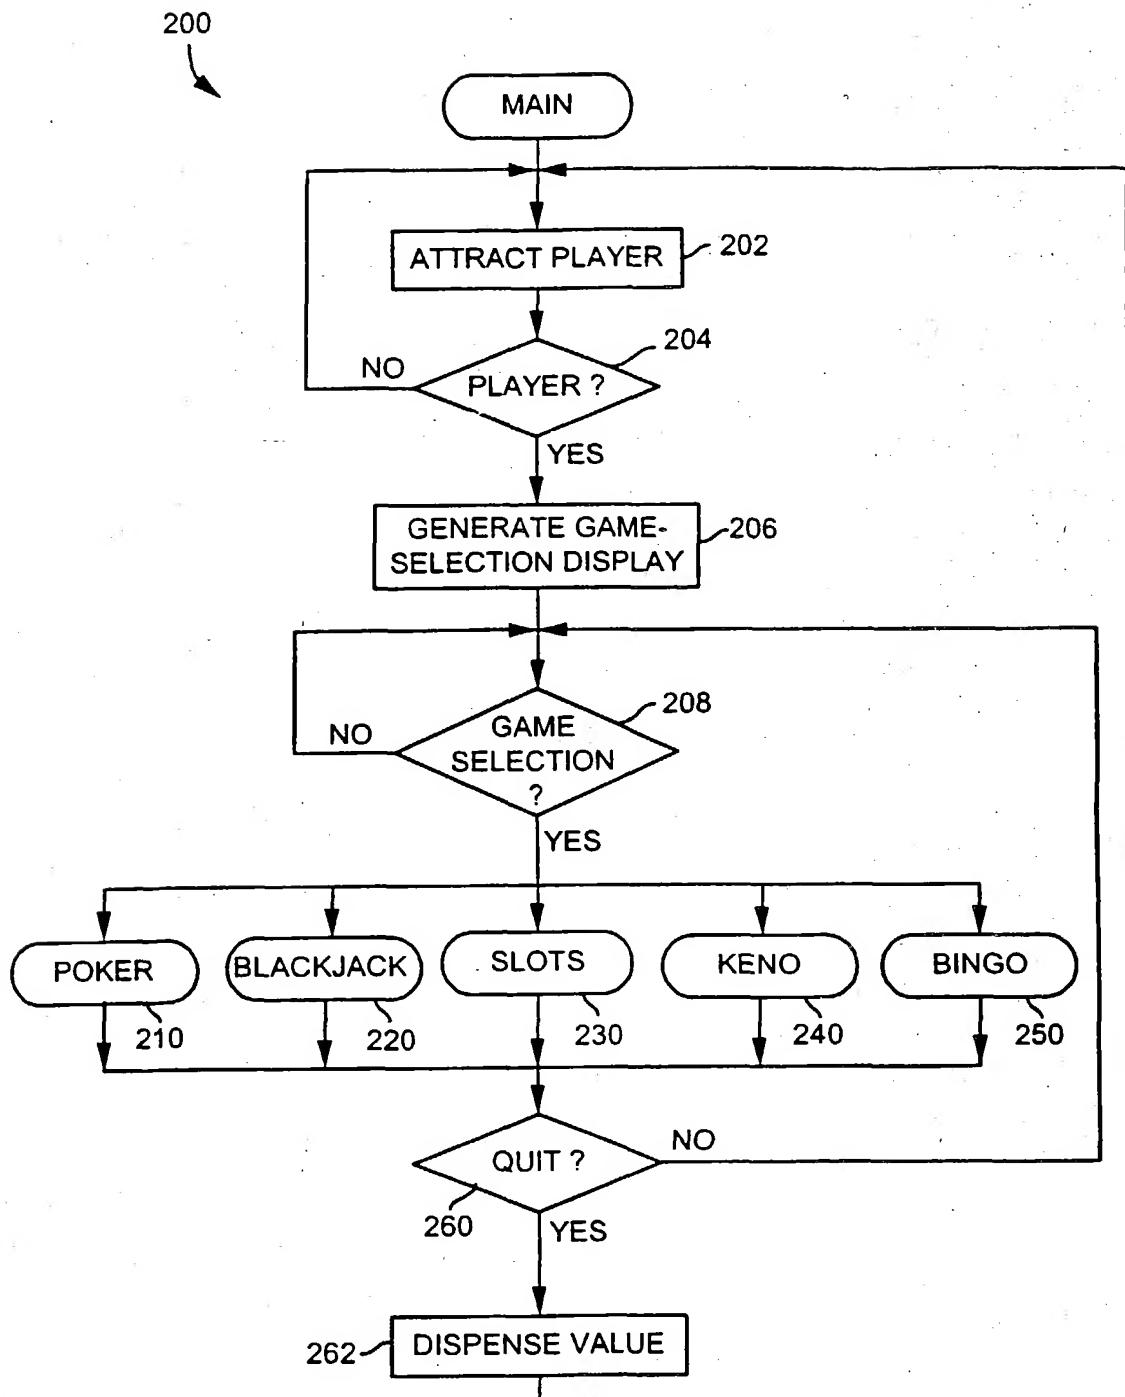 200
MAIN
ATTRACT PLAYER
202
204
PLAYER ?
NO
YES
GENERATE GAME-
SELECTION DISPLAY
206
208
GAME
SELECTION
?
NO
YES
POKER
BLACKJACK
SLOTS
KENO
BINGO
210
220
230
240
250
QUIT ?
NO
260
YES
262
DISPENSE VALUE